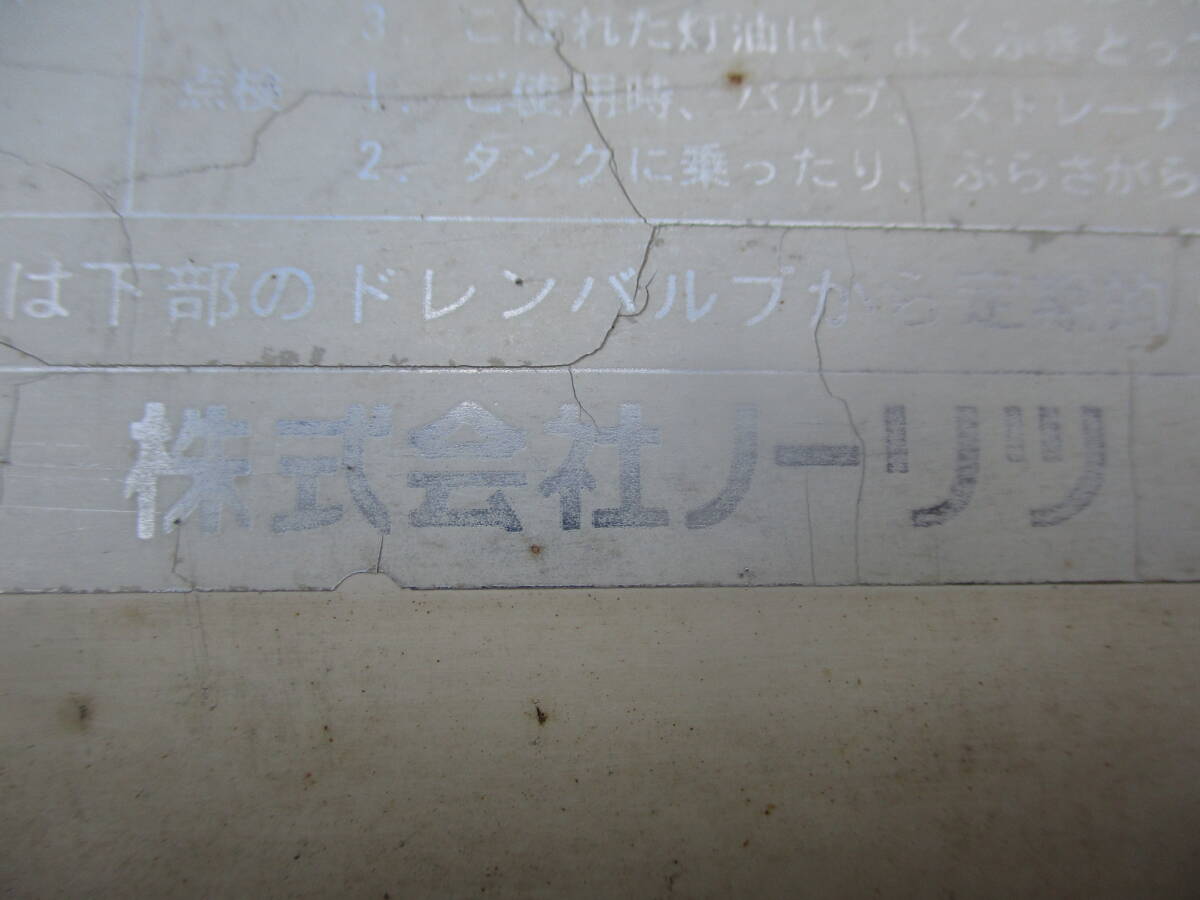 3. こぼれた灯油は、よくふきとっ
点検 1. ご使用時、バルブ、ストレーナ
2. タンクに乗ったり、ぶらさがら
は下部のドレンバルブから定期的
株式会社ノーリツ